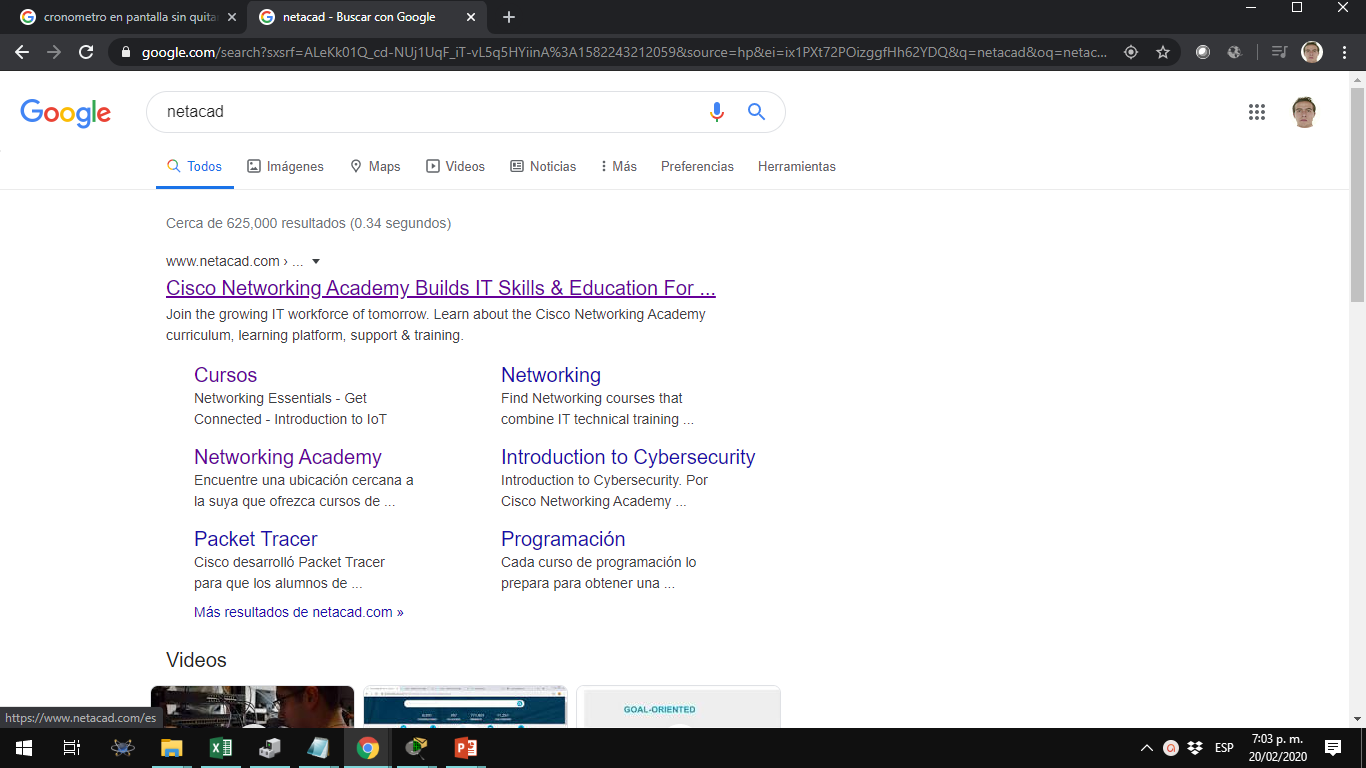 cronometro en pantalla sin quita
netacad - Buscar con Google
google.com/search?sxsrf=ALeKk01Q_cd-NUj1UqF_iT-vL5q5HYiinA%3A1582243212059&source=hp&ei=ix1PXt72POizggfHh62YDQ&q=netacad&oq=netac...
Google
netacad
Todos
Imágenes
Maps
Videos
Noticias
Más
Preferencias
Herramientas
Cerca de 625,000 resultados (0.34 segundos)
www.netacad.com › ...
Cisco Networking Academy Builds IT Skills & Education For ...
Join the growing IT workforce of tomorrow. Learn about the Cisco Networking Academy
curriculum, learning platform, support & training.
Cursos
Networking Essentials - Get
Connected - Introduction to IoT
Networking
Find Networking courses that
combine IT technical training ...
Networking Academy
Encuentre una ubicación cercana a
la suya que ofrezca cursos de ...
Introduction to Cybersecurity
Introduction to Cybersecurity. Por
Cisco Networking Academy ...
Packet Tracer
Cisco desarrolló Packet Tracer
para que los alumnos de ...
Programación
Cada curso de programación lo
prepara para obtener una ...
Más resultados de netacad.com »
Videos
GOAL-ORIENTED
https://www.netacad.com/es
ESP
7:03 p. m.
20/02/2020